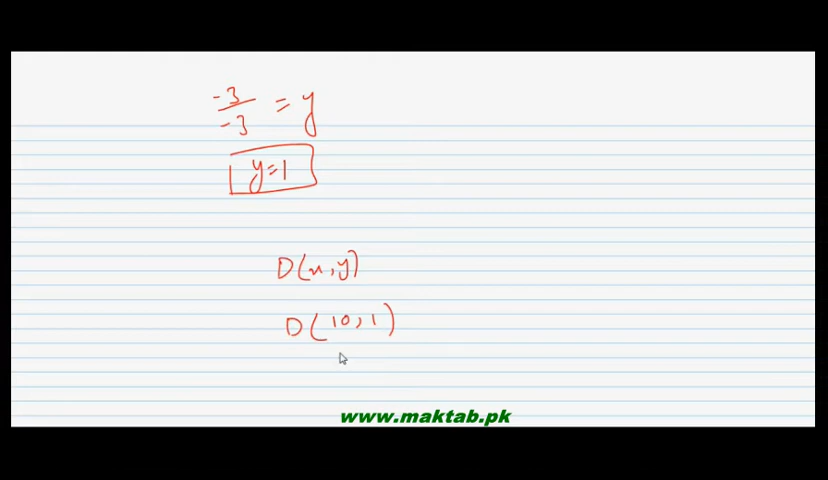 -3/-3 = y
y=1
D(x,y)
D(10,1)
www.maktab.pk